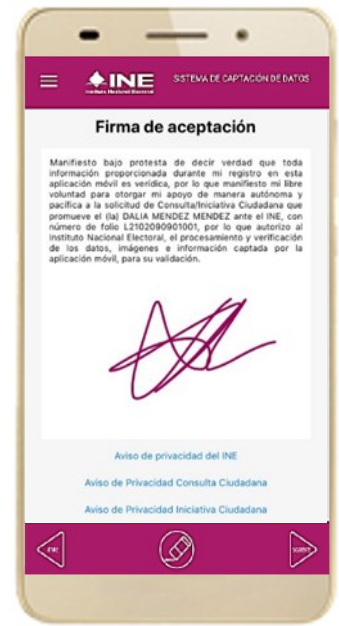 INE
Instituto Nacional Electoral
SISTEMA DE CAPTACIÓN DE DATOS
Firma de aceptación
Manifiesto bajo protesta de decir verdad que toda
información proporcionada durante mi registro en esta
aplicación móvil es verídica, por lo que manifiesto mi libre
voluntad para otorgar mi apoyo de manera autónoma y
pacífica a la solicitud de Consulta/Iniciativa Ciudadana que
promueve el (la) DALIA MENDEZ MENDEZ ante el INE, con
número de folio L2102090901001, por lo que autorizo al
Instituto Nacional Electoral, el procesamiento y verificación
de los datos, imágenes e información captada por la
aplicación móvil, para su validación.
Aviso de privacidad del INE
Aviso de Privacidad Consulta Ciudadana
Aviso de Privacidad Iniciativa Ciudadana